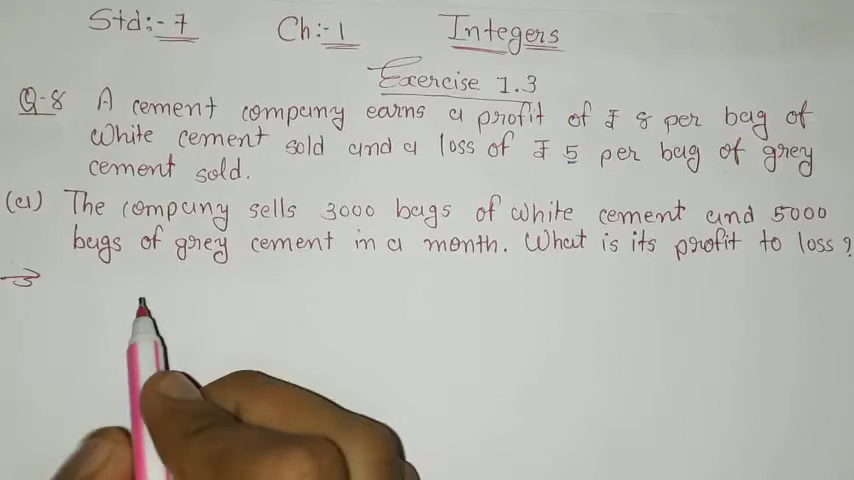 Std:- 7 Ch:- 1 Integers
Exercise 1.3
Q-8 A cement company earns a profit of ₹ 8 per bag of
White cement sold and a loss of ₹ 5 per bag of grey
cement sold.
(a) The company sells 3000 bags of white cement and 5000
bags of grey cement in a month. What is its profit to loss ?
→